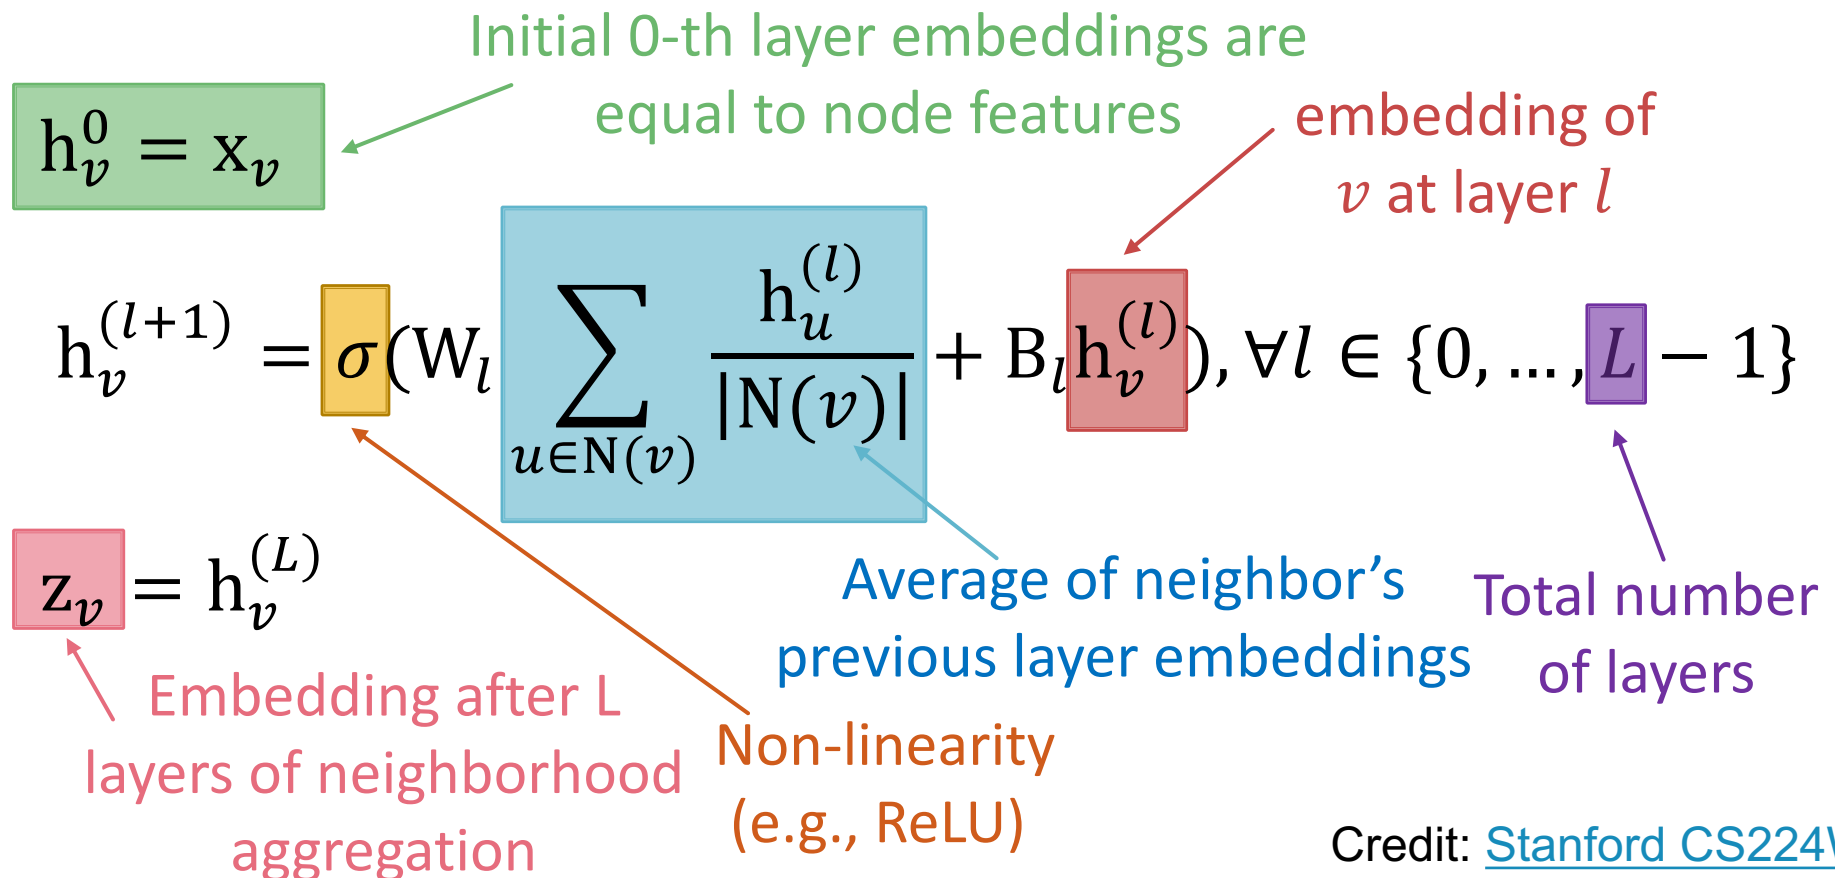 Initial 0-th layer embeddings are
equal to node features
h_v^0 = x_v
embedding of
v at layer l
h_v^{(l+1)} = σ(W_l ∑_{u∈N(v)} h_u^{(l)} / |N(v)| + B_l h_v^{(l)}), ∀l ∈ {0, …, L − 1}
z_v = h_v^{(L)}
Average of neighbor’s
previous layer embeddings
Total number
of layers
Embedding after L
layers of neighborhood
aggregation
Non-linearity
(e.g., ReLU)
Credit: Stanford CS224W